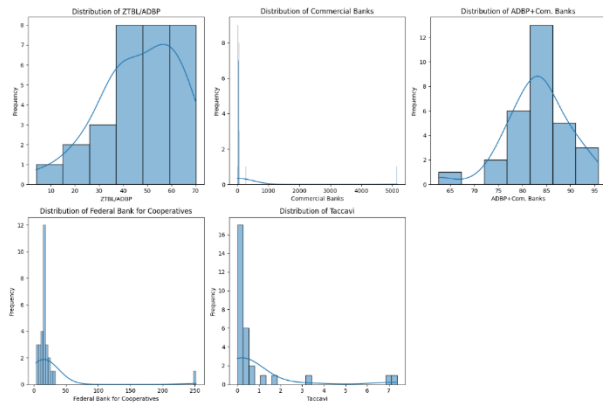 Distribution of ZTBL/ADBP
Frequency
8
7
6
5
4
3
2
1
0
10 20 30 40 50 60 70
ZTBL/ADBP
Distribution of Commercial Banks
Frequency
8
6
4
2
0
0 1000 2000 3000 4000 5000
Commercial Banks
Distribution of ADBP+Com. Banks
Frequency
12
10
8
6
4
2
0
65 70 75 80 85 90 95
ADBP+Com. Banks
Distribution of Federal Bank for Cooperatives
Frequency
12
10
8
6
4
2
0
0 50 100 150 200 250
Federal Bank for Cooperatives
Distribution of Taccavi
Frequency
16
14
12
10
8
6
4
2
0
0 1 2 3 4 5 6 7
Taccavi